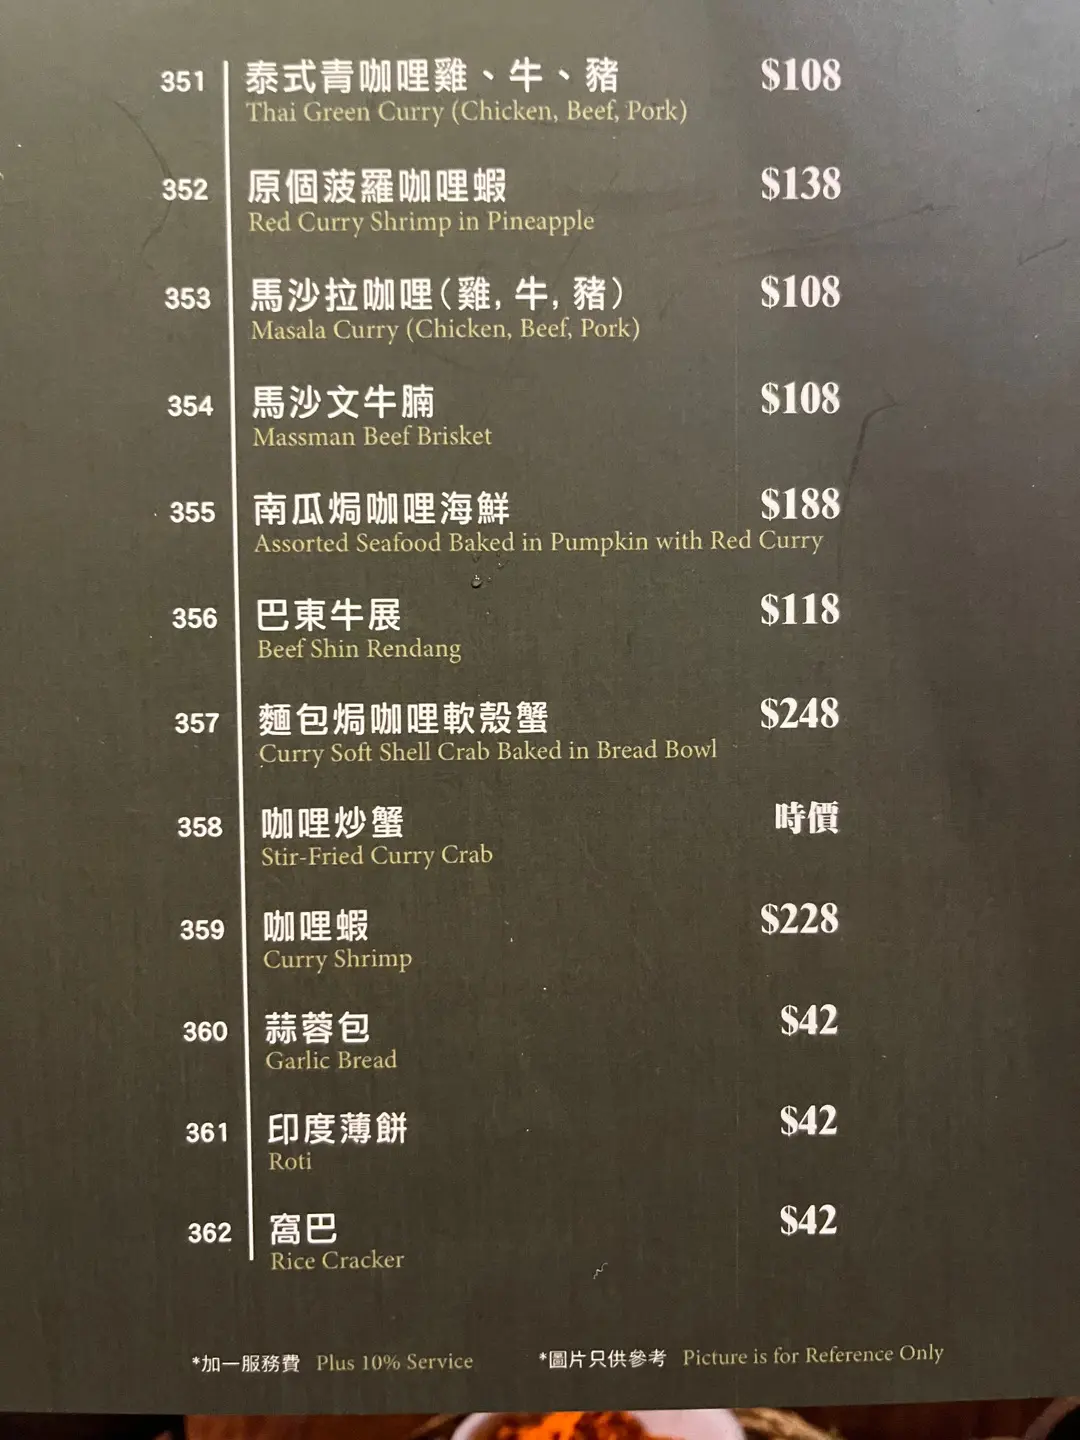 351 泰式青咖哩雞、牛、豬 $108
Thai Green Curry (Chicken, Beef, Pork)
352 原個菠羅咖哩蝦 $138
Red Curry Shrimp in Pineapple
353 馬沙拉咖哩(雞, 牛, 豬) $108
Masala Curry (Chicken, Beef, Pork)
354 馬沙文牛腩 $108
Massman Beef Brisket
355 南瓜焗咖哩海鮮 $188
Assorted Seafood Baked in Pumpkin with Red Curry
356 巴東牛展 $118
Beef Shin Rendang
357 麵包焗咖哩軟殼蟹 $248
Curry Soft Shell Crab Baked in Bread Bowl
358 咖哩炒蟹 時價
Stir-Fried Curry Crab
359 咖哩蝦 $228
Curry Shrimp
360 蒜蓉包 $42
Garlic Bread
361 印度薄餅 $42
Roti
362 窩巴 $42
Rice Cracker
*加一服務費 Plus 10% Service *圖片只供參考 Picture is for Reference Only